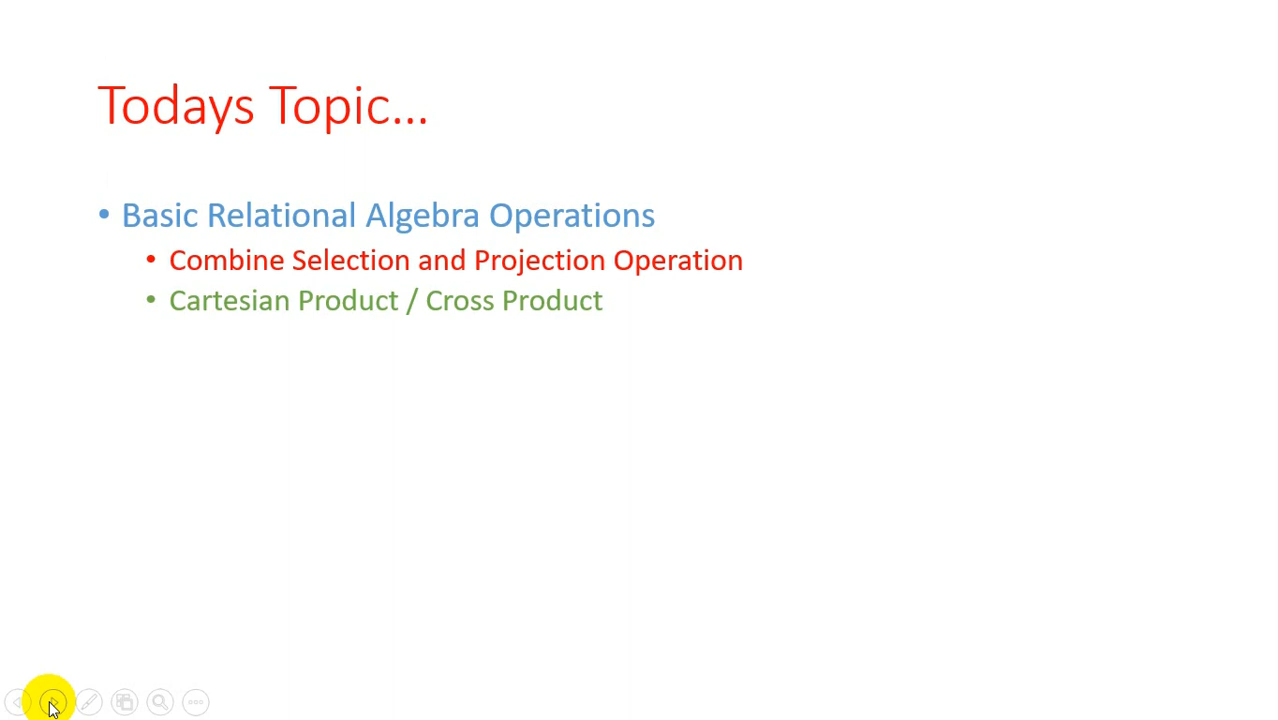 Todays Topic...
• Basic Relational Algebra Operations
• Combine Selection and Projection Operation
• Cartesian Product / Cross Product